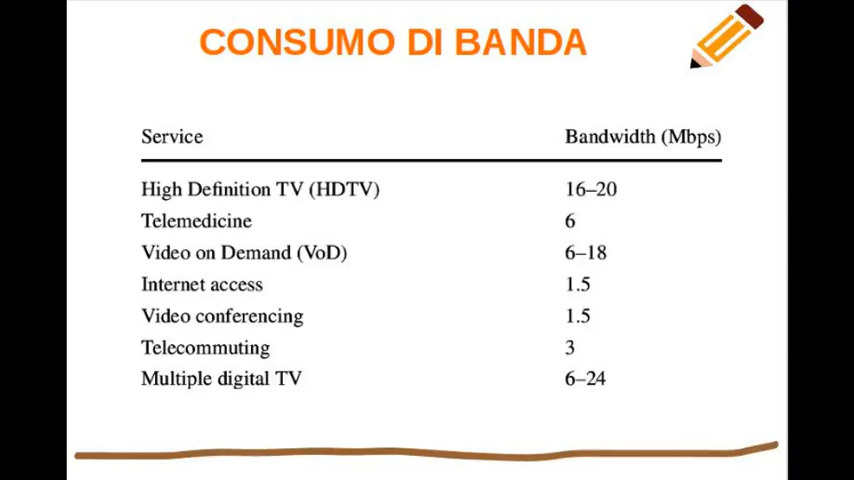 CONSUMO DI BANDA
Service Bandwidth (Mbps)
High Definition TV (HDTV) 16–20
Telemedicine 6
Video on Demand (VoD) 6–18
Internet access 1.5
Video conferencing 1.5
Telecommuting 3
Multiple digital TV 6–24